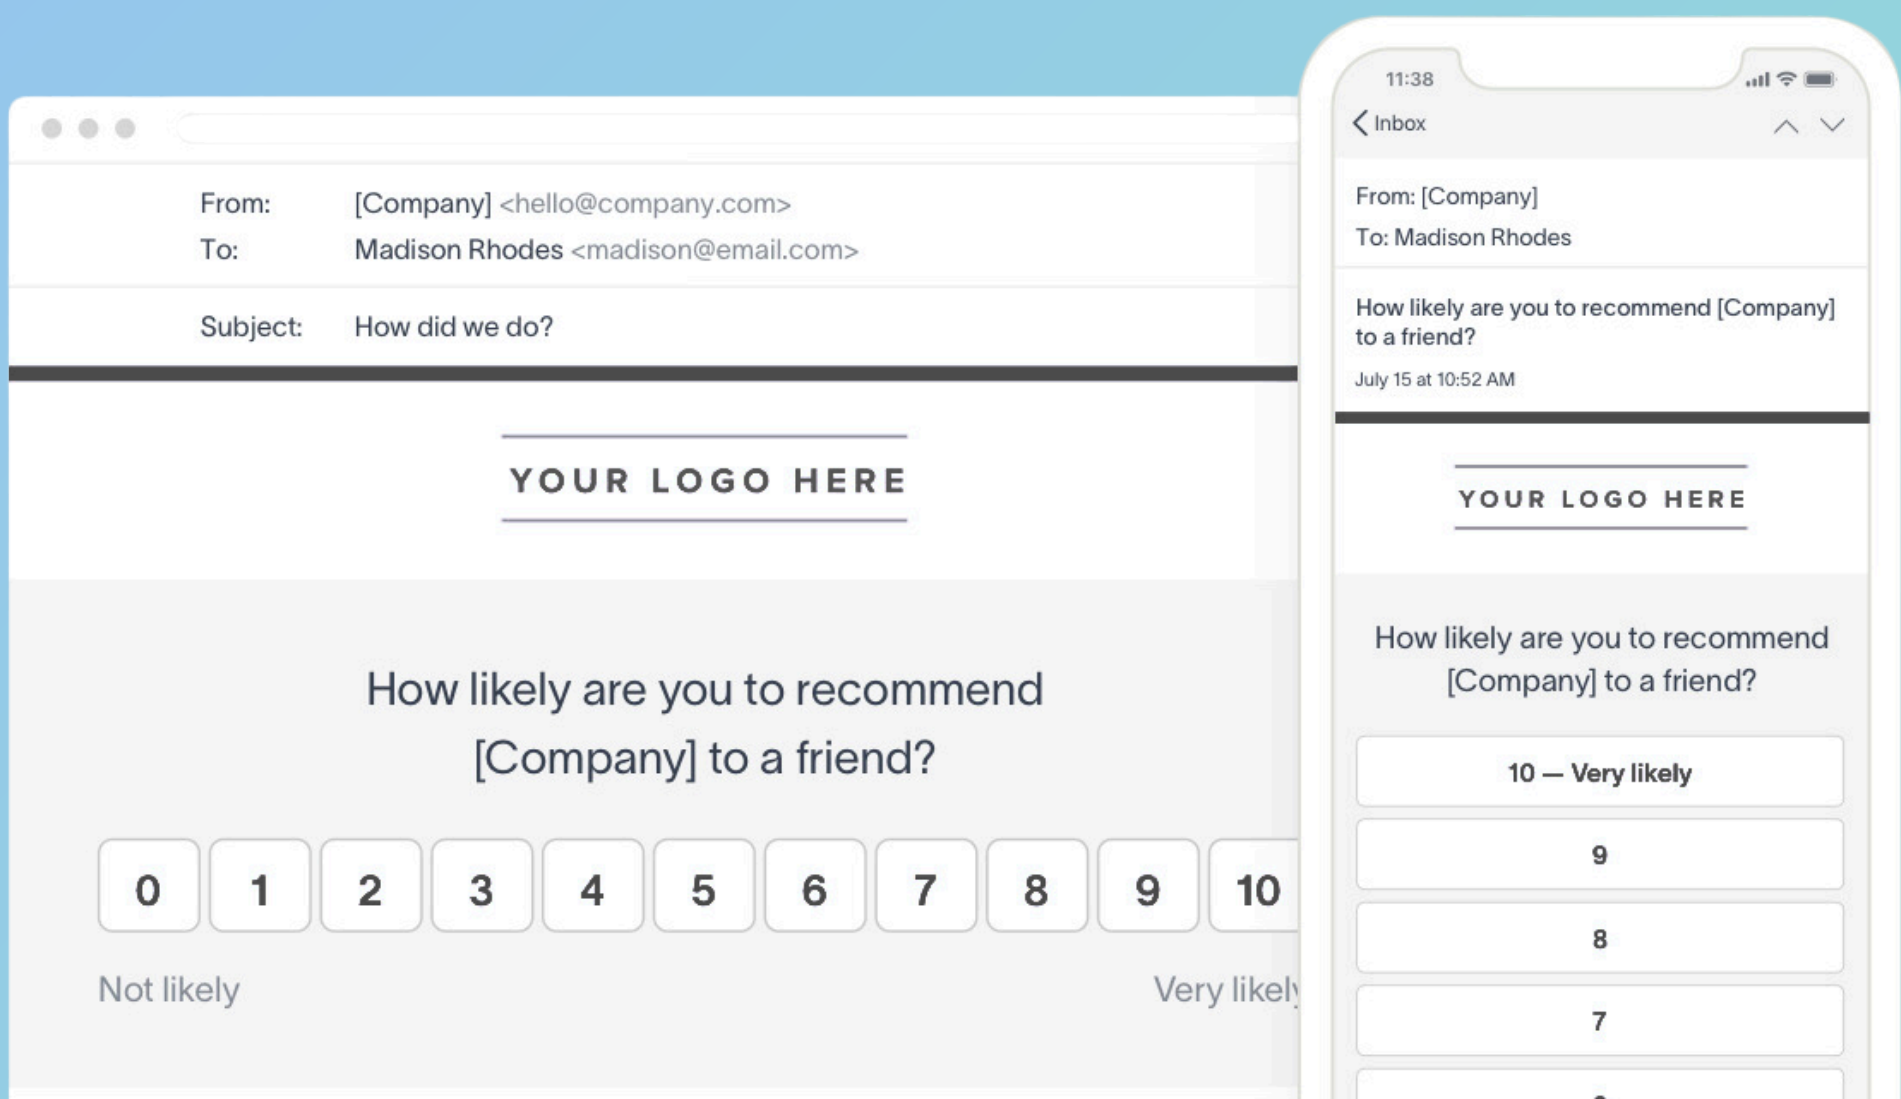 From: [Company] <hello@company.com>
To: Madison Rhodes <madison@email.com>
Subject: How did we do?
YOUR LOGO HERE
How likely are you to recommend
[Company] to a friend?
0 1 2 3 4 5 6 7 8 9 10
Not likely Very likely
11:38
Inbox
From: [Company]
To: Madison Rhodes
How likely are you to recommend [Company]
to a friend?
July 15 at 10:52 AM
YOUR LOGO HERE
How likely are you to recommend
[Company] to a friend?
10 — Very likely
9
8
7